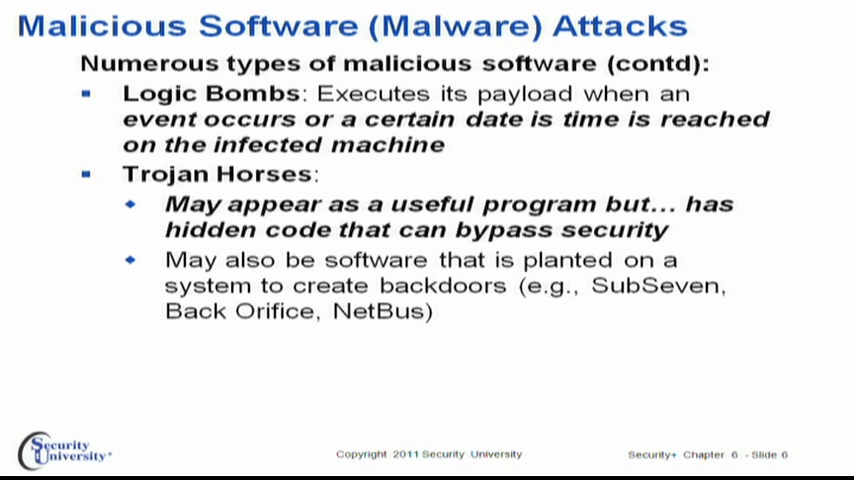 Malicious Software (Malware) Attacks
Numerous types of malicious software (contd):
Logic Bombs: Executes its payload when an
event occurs or a certain date is time is reached
on the infected machine
Trojan Horses:
May appear as a useful program but... has
hidden code that can bypass security
May also be software that is planted on a
system to create backdoors (e.g., SubSeven,
Back Orifice, NetBus)
Security
University
Copyright 2011 Security University
Security+ Chapter 6 - Slide 6